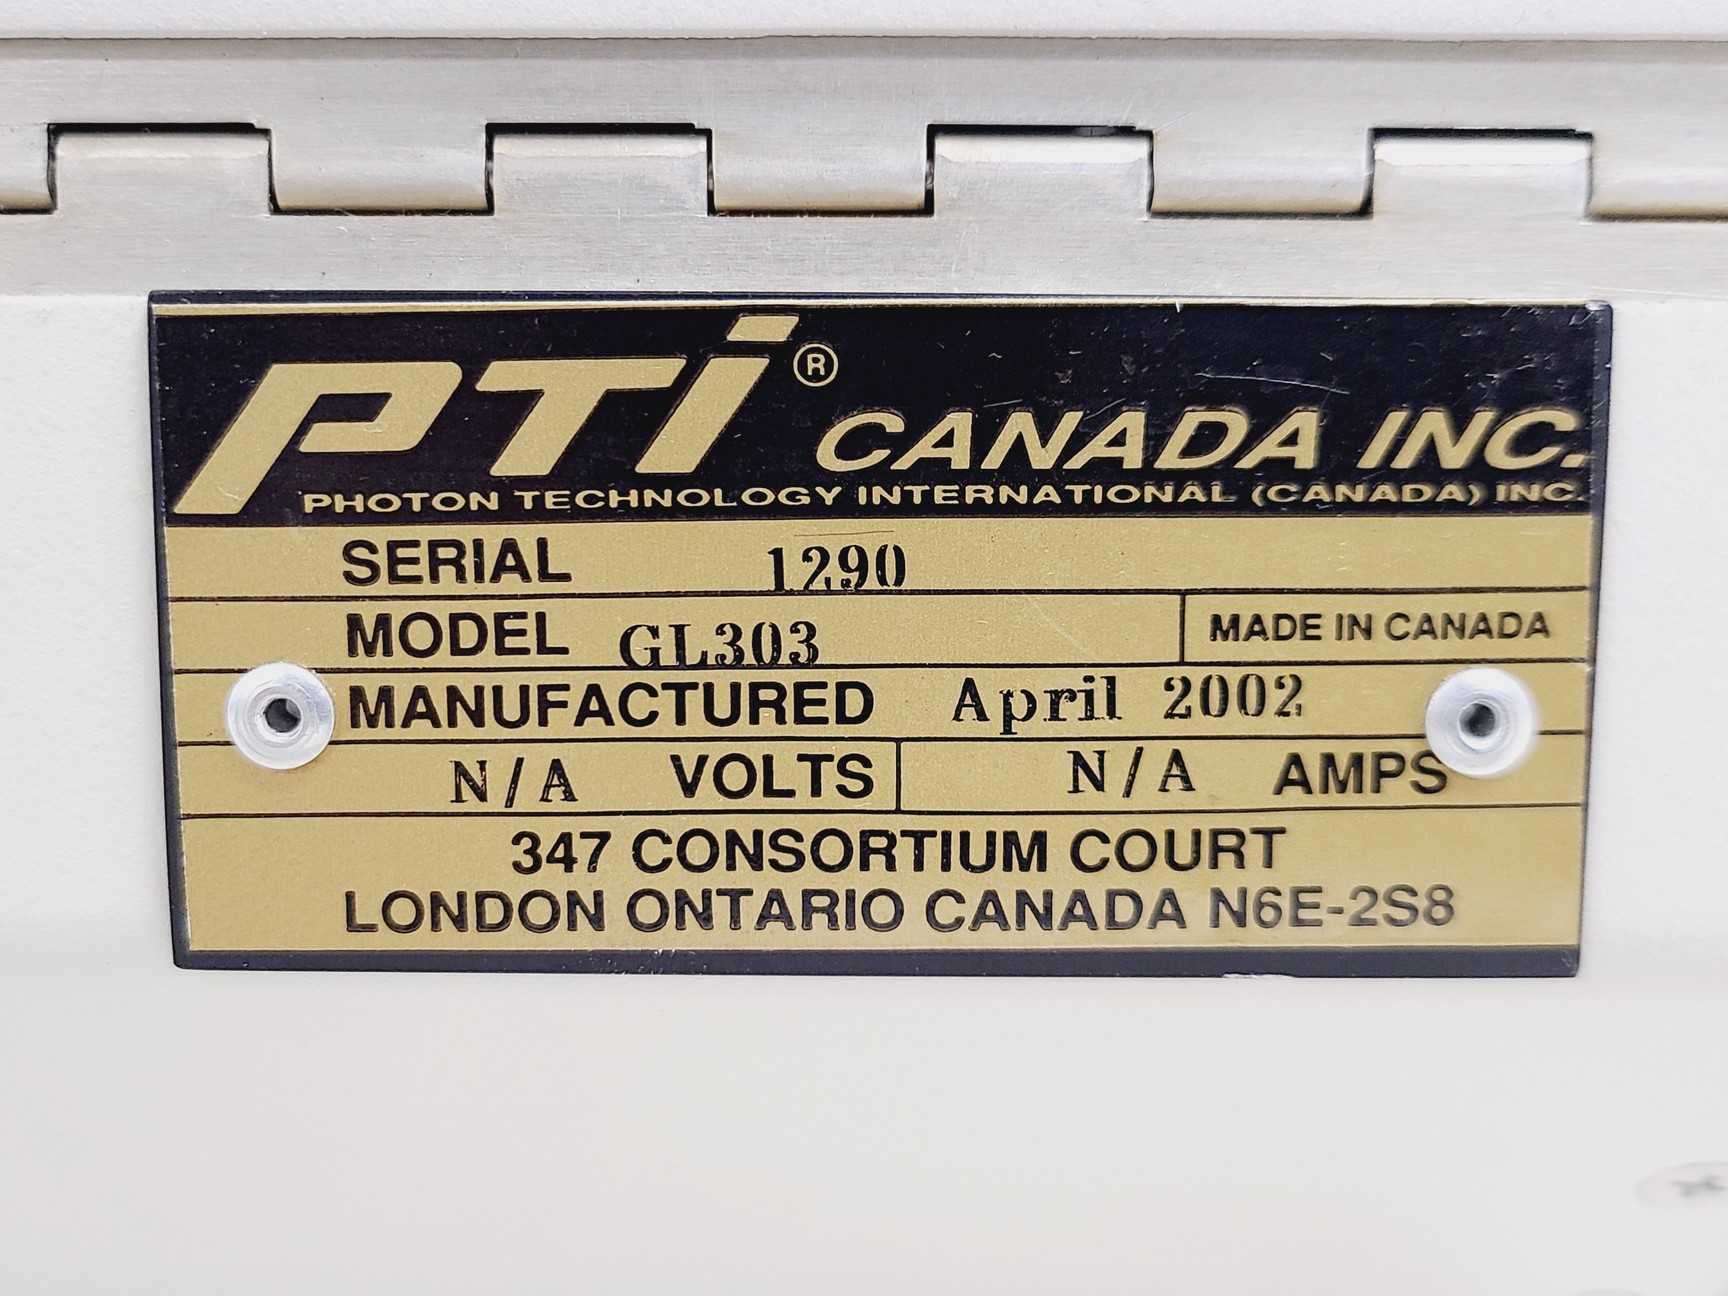 PTi® CANADA INC.
PHOTON TECHNOLOGY INTERNATIONAL (CANADA) INC.
SERIAL 1290
MODEL GL303 MADE IN CANADA
MANUFACTURED April 2002
N/A VOLTS N/A AMPS
347 CONSORTIUM COURT
LONDON ONTARIO CANADA N6E-2S8